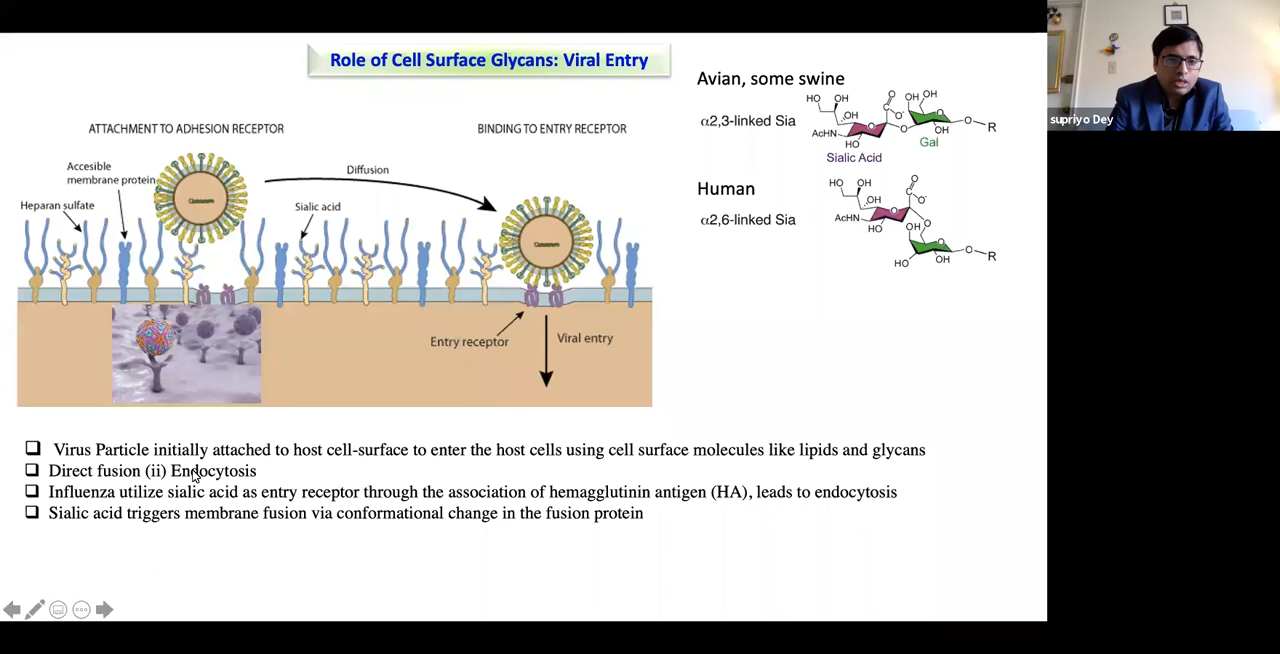 Role of Cell Surface Glycans: Viral Entry
ATTACHMENT TO ADHESION RECEPTOR
BINDING TO ENTRY RECEPTOR
Accesible
membrane protein
Heparan sulfate
Diffusion
Sialic acid
Entry receptor
Viral entry
Avian, some swine
α2,3-linked Sia
HO OH
OH
AcHN
HO
O
O
O-
O
OH OH
O
OH
O
R
Sialic Acid
Gal
Human
α2,6-linked Sia
HO OH
OH
AcHN
HO
O
O
O-
O
OH
O
HO
OH
O
R
❑ Virus Particle initially attached to host cell-surface to enter the host cells using cell surface molecules like lipids and glycans
❑ Direct fusion (ii) Endocytosis
❑ Influenza utilize sialic acid as entry receptor through the association of hemagglutinin antigen (HA), leads to endocytosis
❑ Sialic acid triggers membrane fusion via conformational change in the fusion protein
supriyo Dey